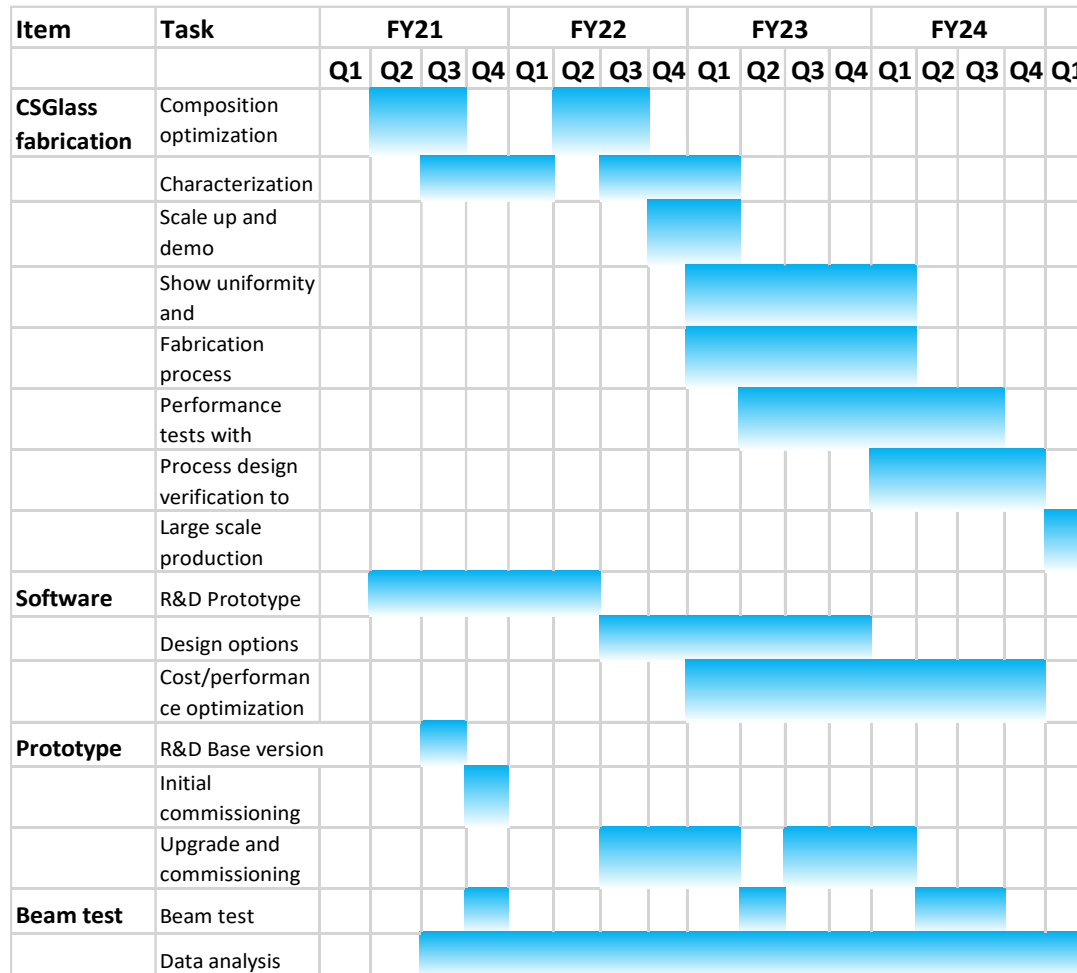 Item Task FY21 FY22 FY23 FY24
Q1 Q2 Q3 Q4 Q1 Q2 Q3 Q4 Q1 Q2 Q3 Q4 Q1 Q2 Q3 Q4 Q1
CSGlass Composition
fabrication optimization
Characterization
Scale up and
demo
Show uniformity
and
Fabrication
process
Performance
tests with
Process design
verification to
Large scale
production
Software R&D Prototype
Design options
Cost/performan
ce optimization
Prototype R&D Base version
Initial
commissioning
Upgrade and
commissioning
Beam test Beam test
Data analysis